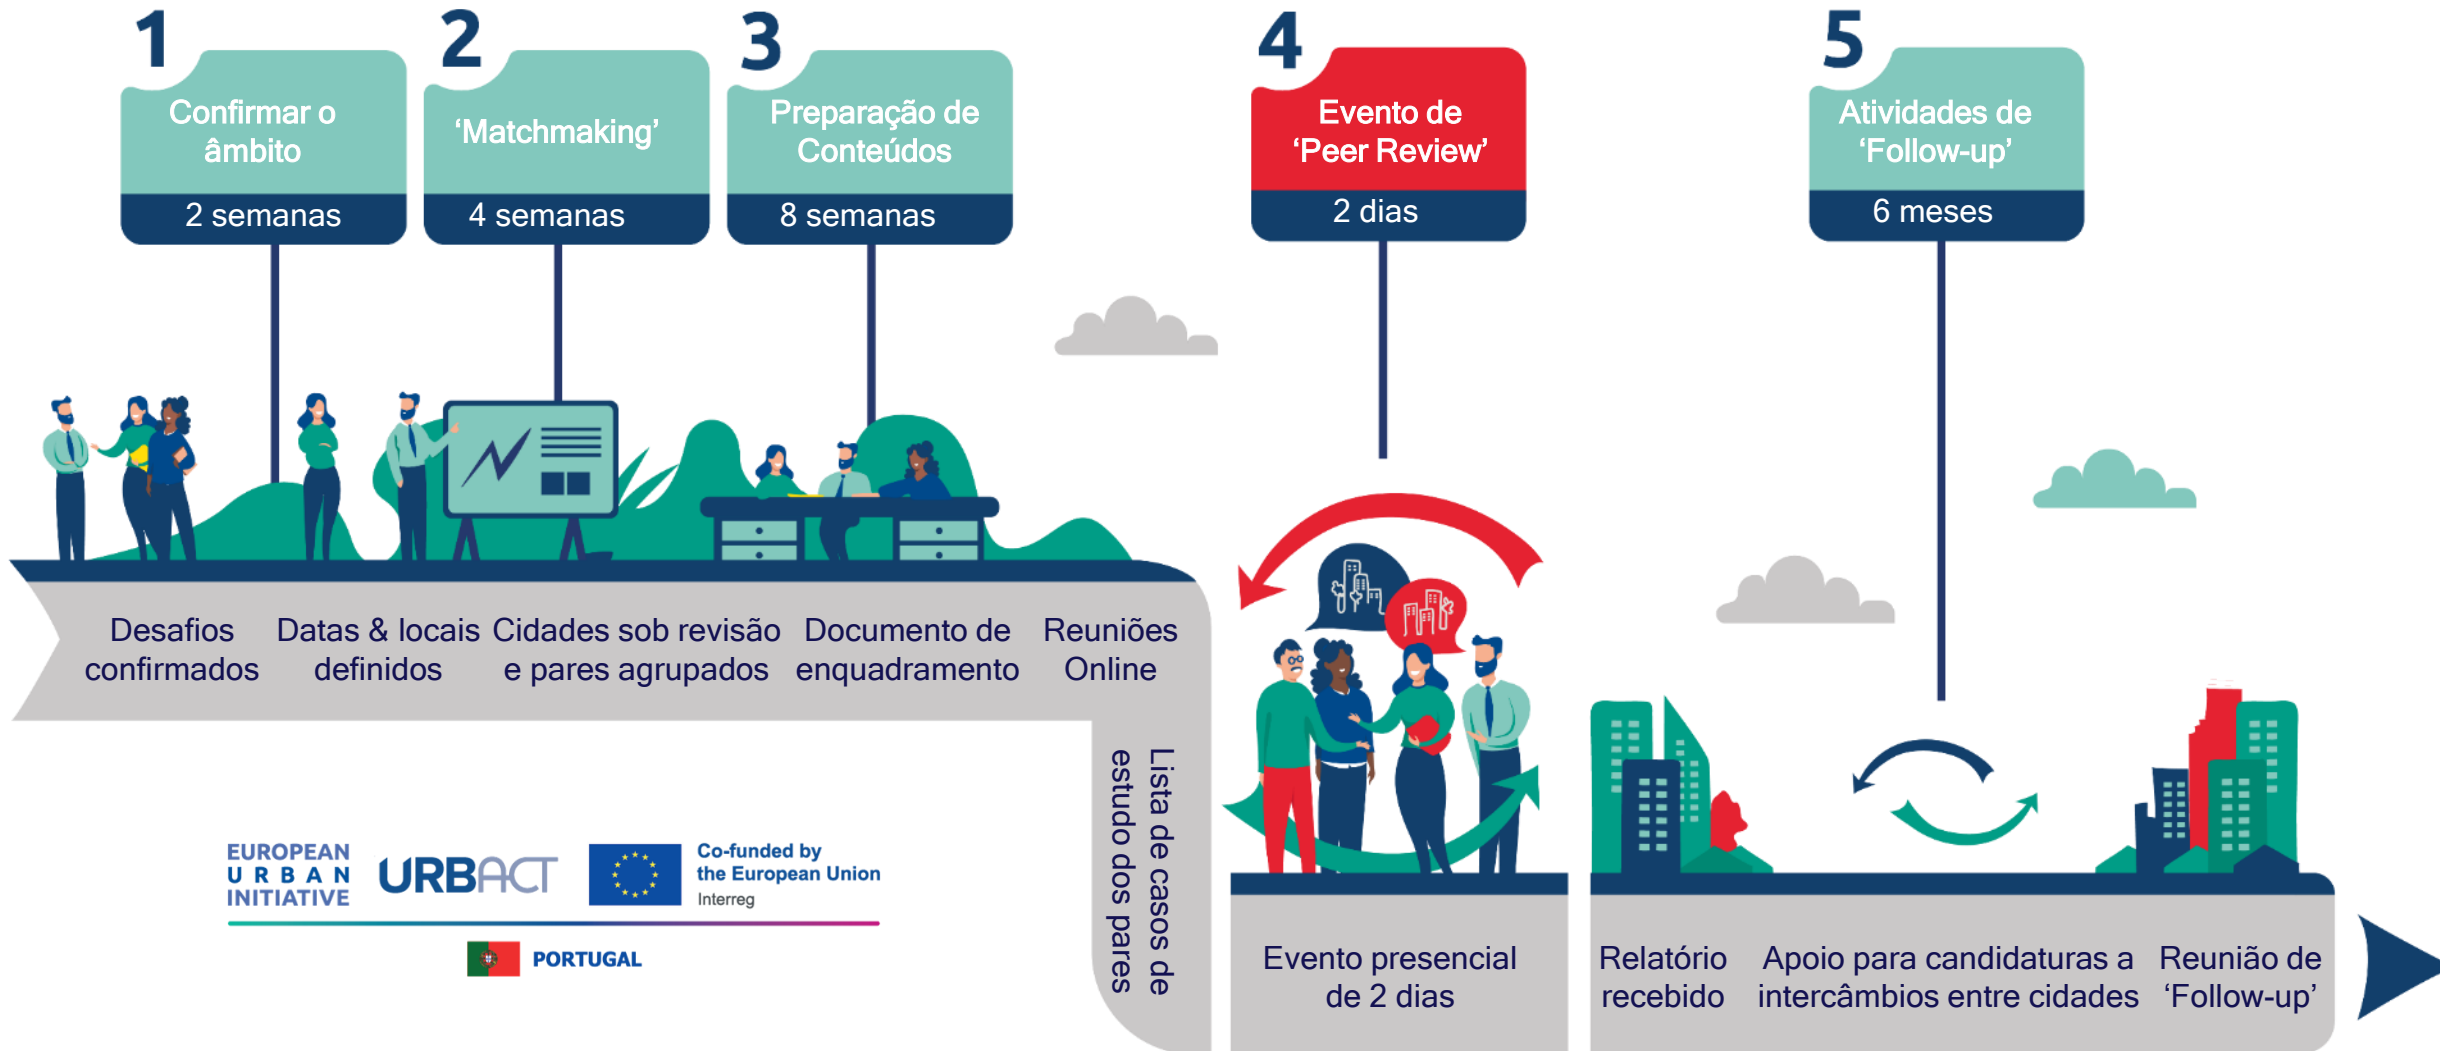 1
Confirmar o
âmbito
2 semanas
2
‘Matchmaking’
4 semanas
3
Preparação de
Conteúdos
8 semanas
4
Evento de
‘Peer Review’
2 dias
5
Atividades de
‘Follow-up’
6 meses
Desafios
confirmados
Datas & locais
definidos
Cidades sob revisão
e pares agrupados
Documento de
enquadramento
Reuniões
Online
Lista de casos de
estudo dos pares
Evento presencial
de 2 dias
Relatório
recebido
Apoio para candidaturas a
intercâmbios entre cidades
Reunião de
‘Follow-up’
EUROPEAN
URBAN
INITIATIVE
URBACT
Co-funded by
the European Union
Interreg
PORTUGAL